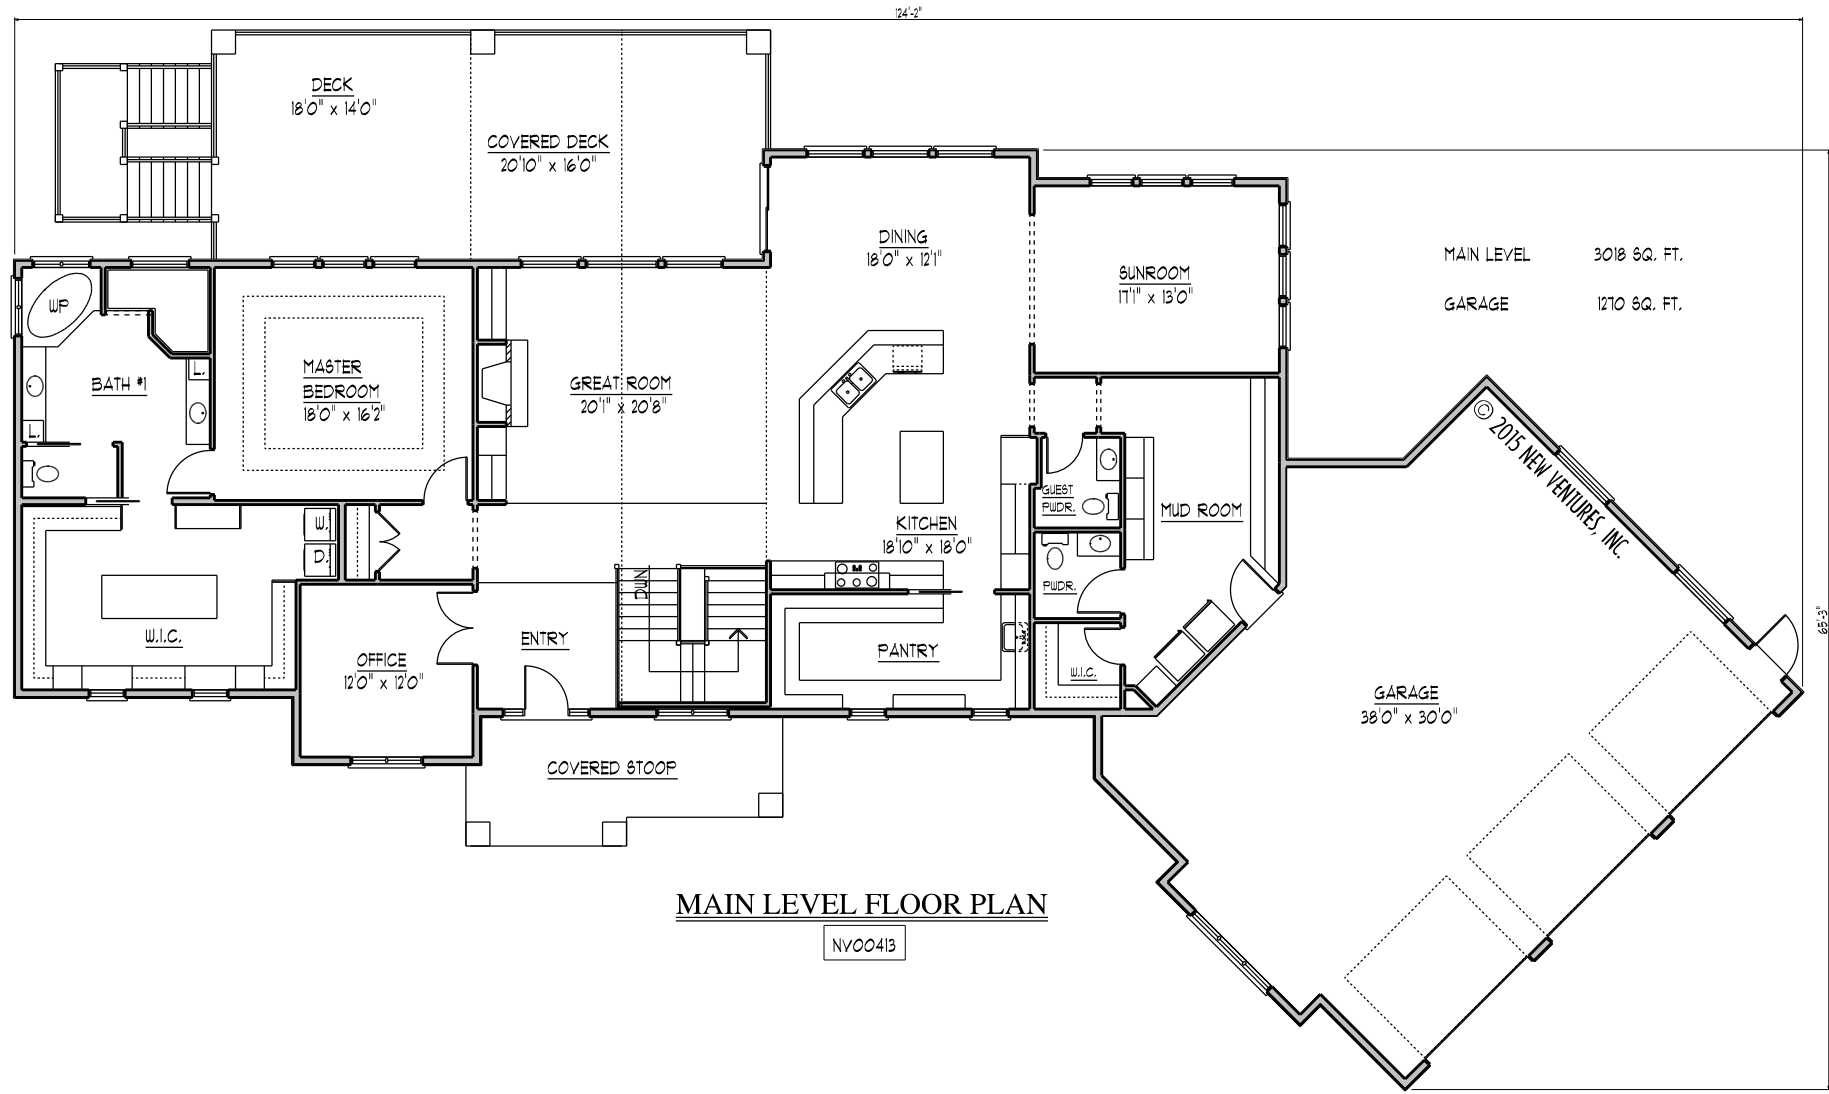 124'-2"
DECK
18'0" x 14'0"
COVERED DECK
20'10" x 16'0"
DINING
18'0" x 12'1"
SUNROOM
17'1" x 13'0"
MAIN LEVEL 3018 SQ. FT.
GARAGE 1270 SQ. FT.
WP
L.
BATH #1
L.
MASTER
BEDROOM
18'0" x 16'2"
GREAT ROOM
20'1" x 20'8"
© 2015 NEW VENTURES, INC.
GUEST
PWDR.
MUD ROOM
KITCHEN
18'10" x 18'0"
W.
D.
DWN
PWDR.
65'-3"
W.I.C.
ENTRY
PANTRY
OFFICE
12'0" x 12'0"
W.I.C.
GARAGE
38'0" x 30'0"
COVERED STOOP
MAIN LEVEL FLOOR PLAN
NV00413